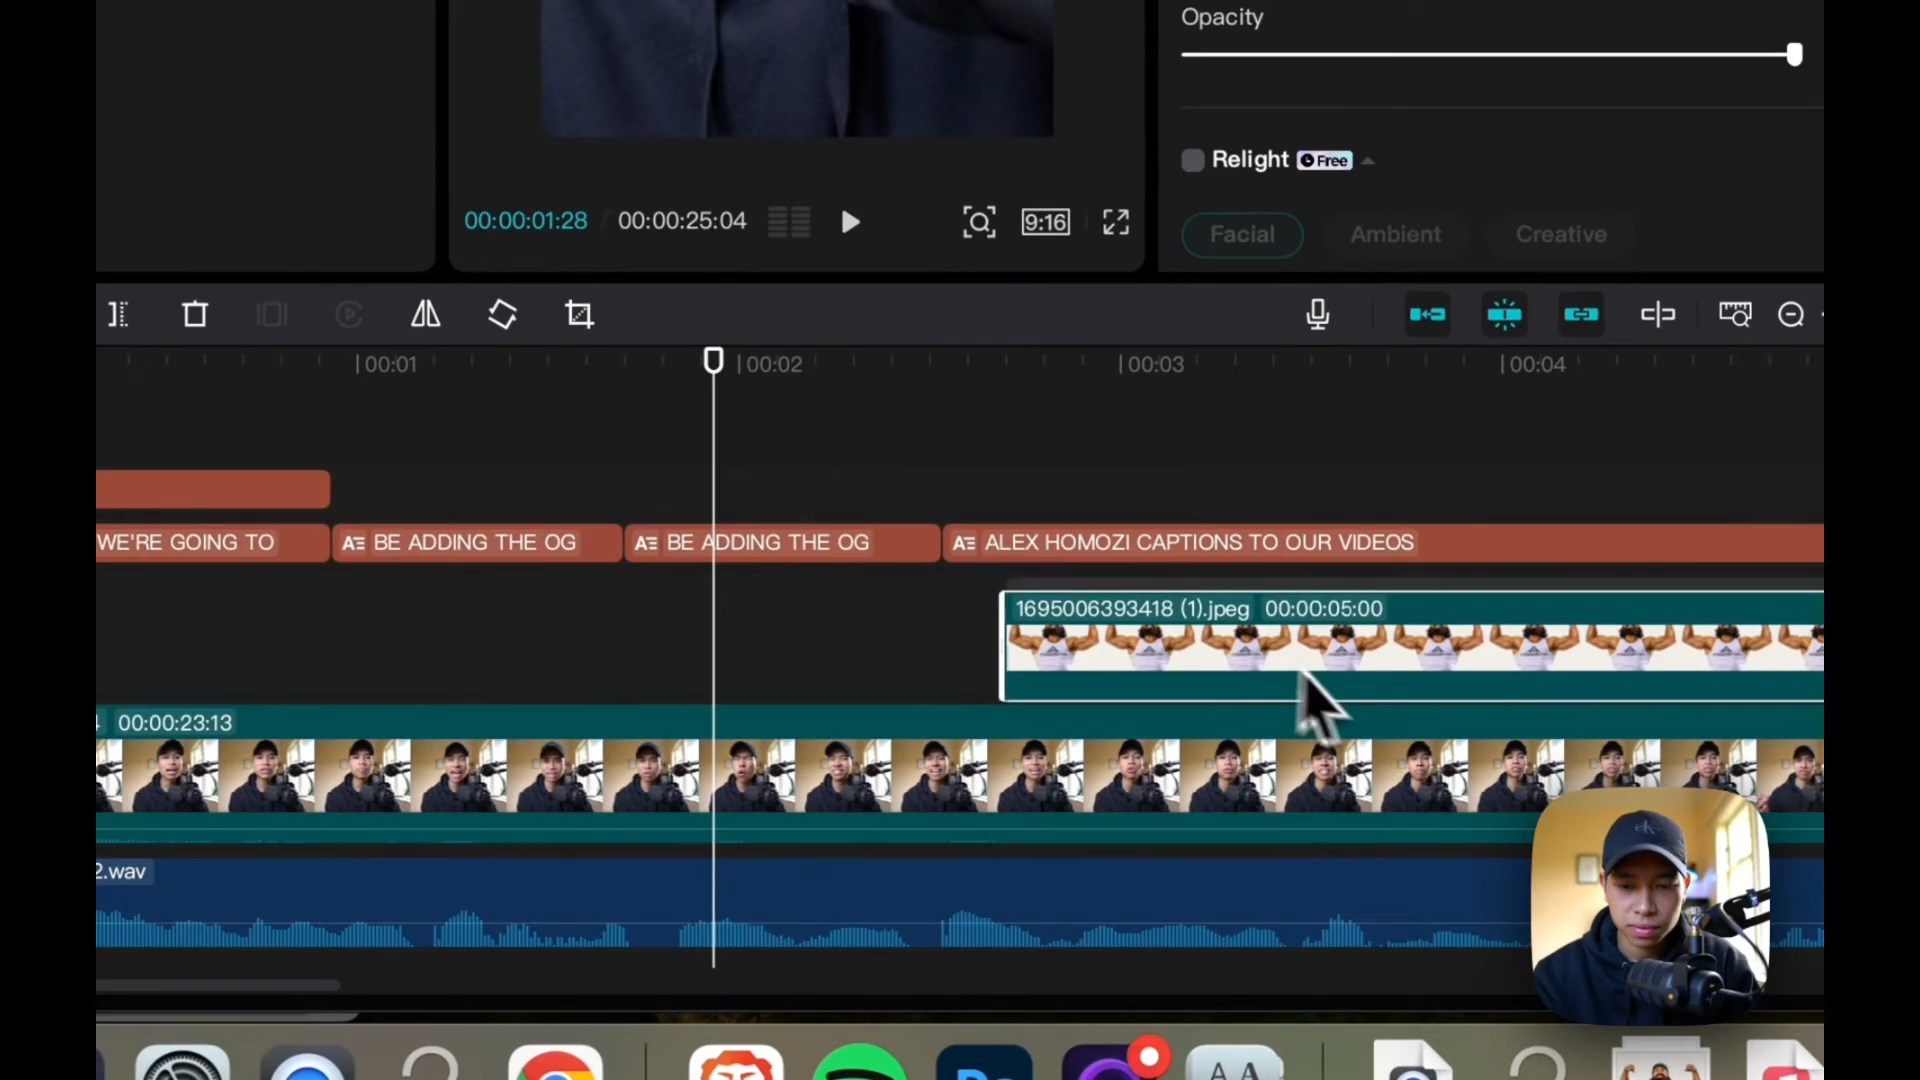 Opacity
Relight Free
00:00:01:28 / 00:00:25:04
9:16
Facial Ambient Creative
00:01 00:02 00:03 00:04
WE'RE GOING TO
BE ADDING THE OG
BE ADDING THE OG
ALEX HOMOZI CAPTIONS TO OUR VIDEOS
1695006393418 (1).jpeg 00:00:05:00
00:00:23:13
2.wav